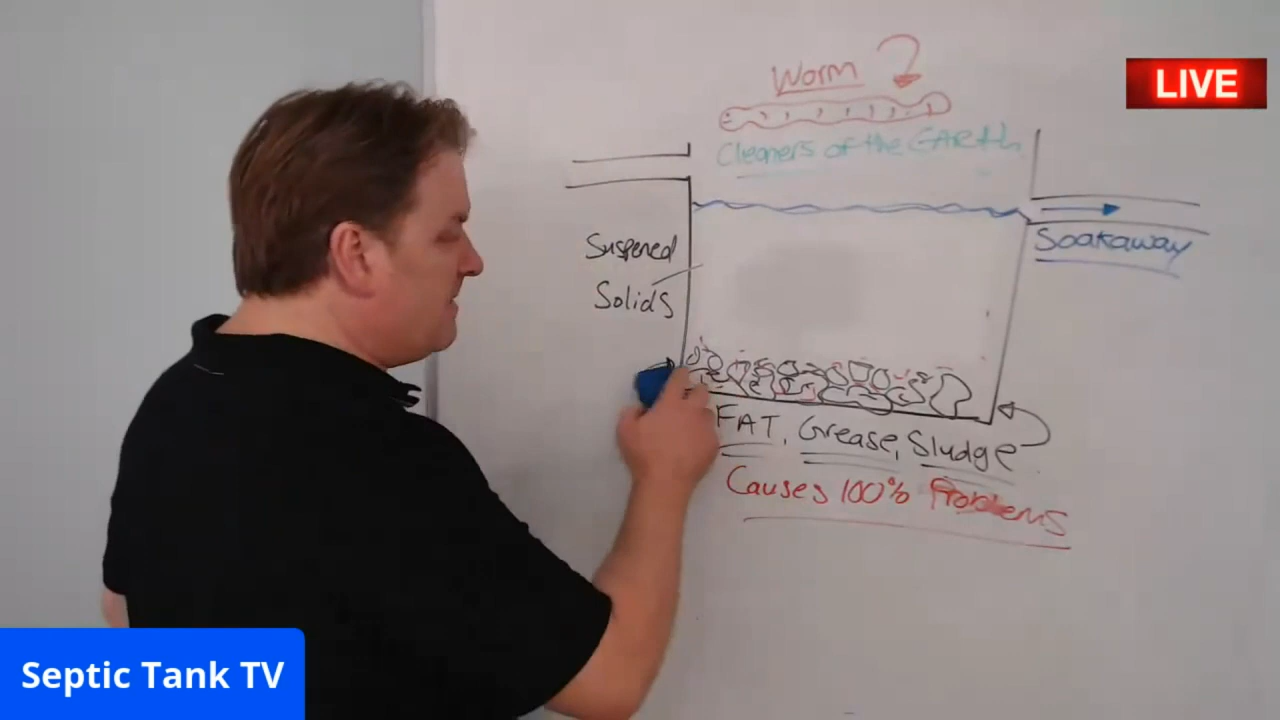 Worm ?
LIVE
Cleaners of the EARth
Soakaway
Suspened
Solids
FAT, Grease, Sludge
Causes 100% Problems
Septic Tank TV